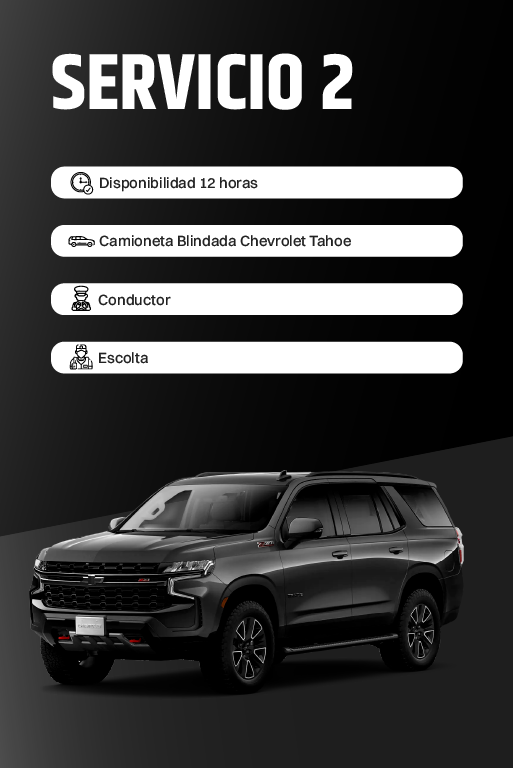 SERVICIO 2
Disponibilidad 12 horas
Camioneta Blindada Chevrolet Tahoe
Conductor
Escolta